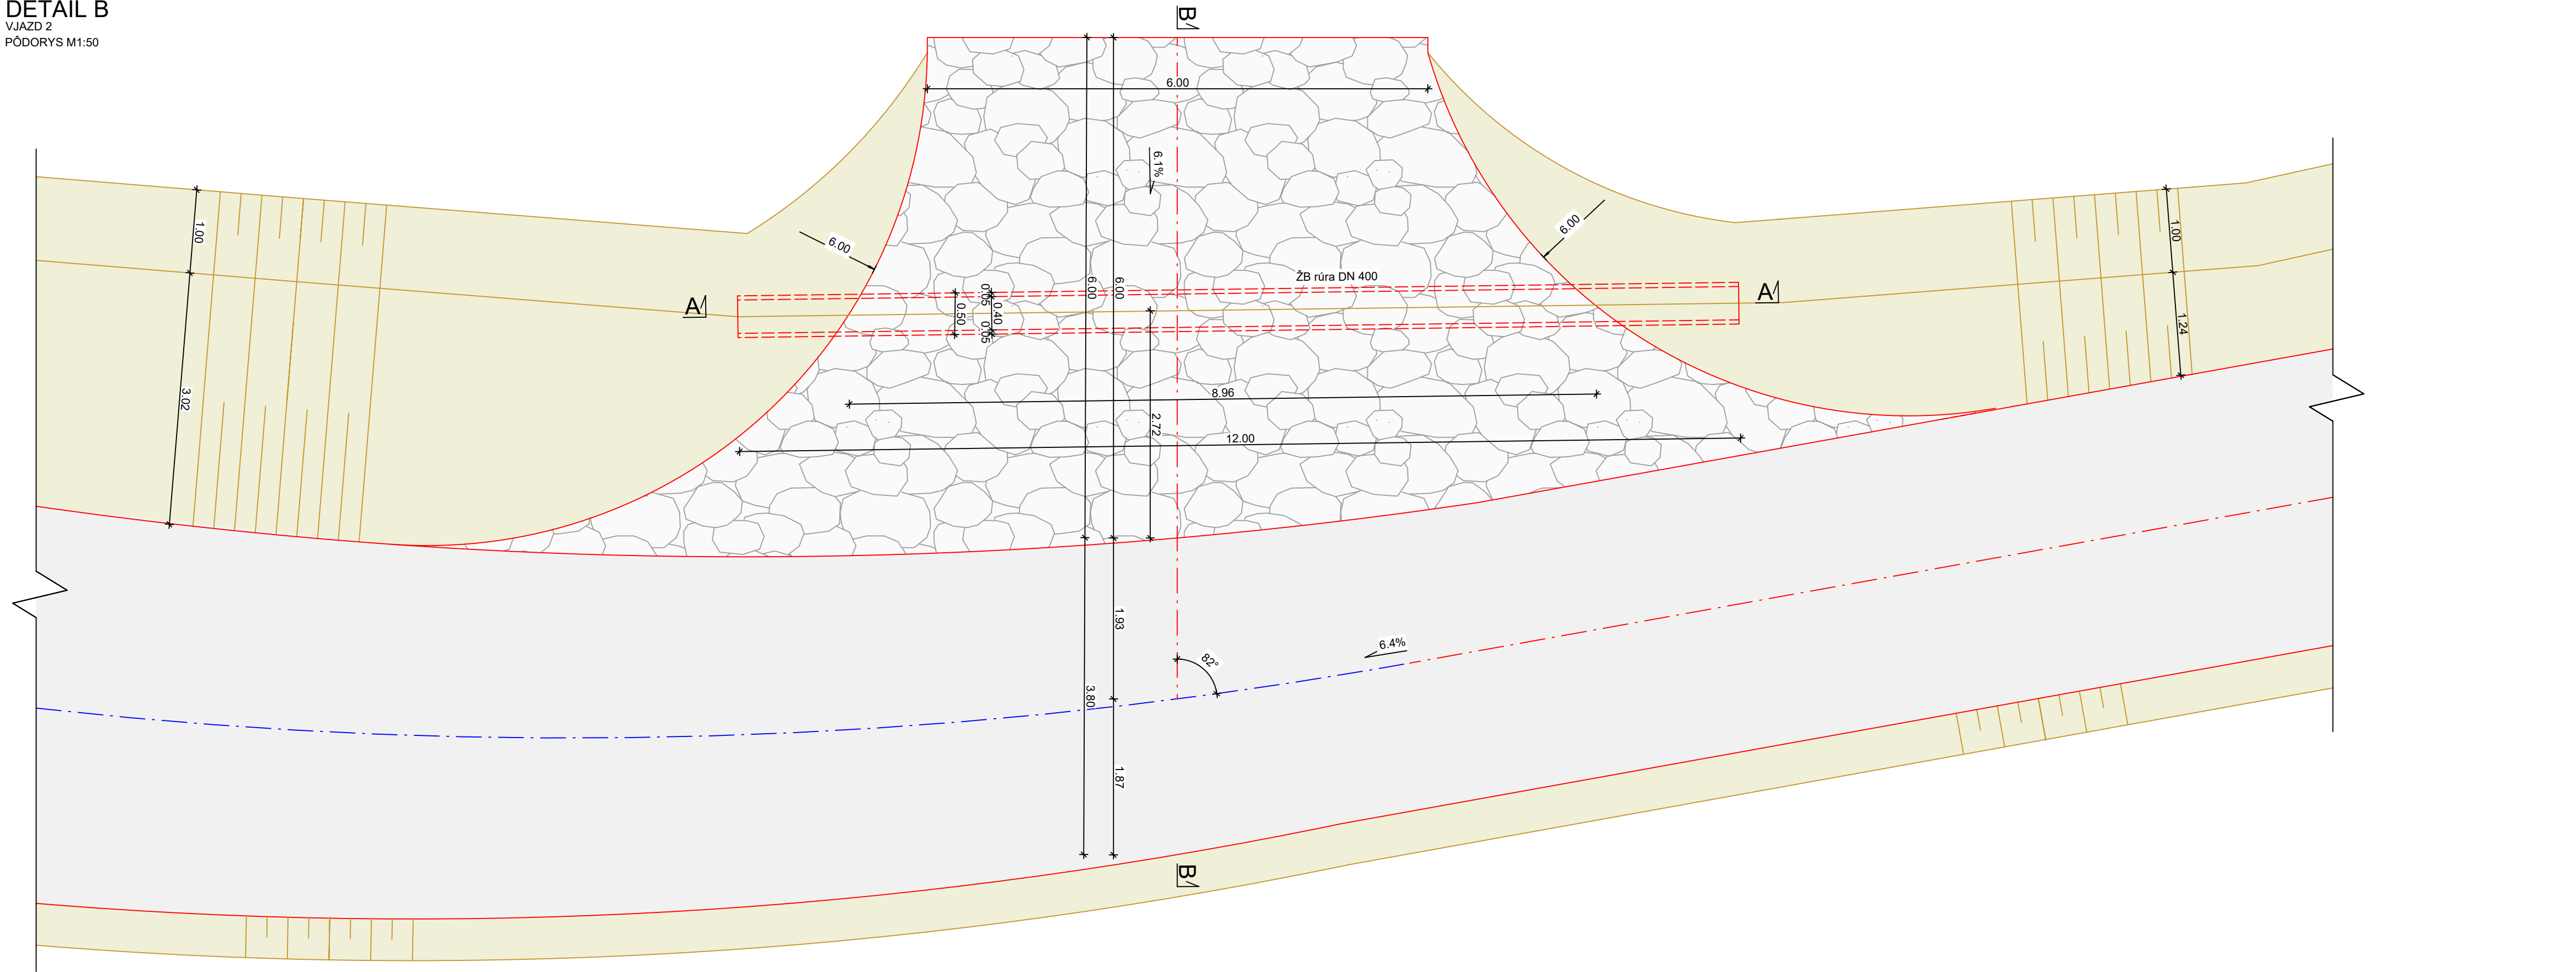 DETAIL B
VJAZD 2
PÔDORYS M1:50
B
6.00
6.1%
1.00
3.02
6.00
6.00
1.00
1.24
ŽB rúra DN 400
A
A
0.05
0.40
0.05
0.50
6.00
6.00
8.96
2.72
12.00
1.93
82°
6.4%
3.80
1.87
B